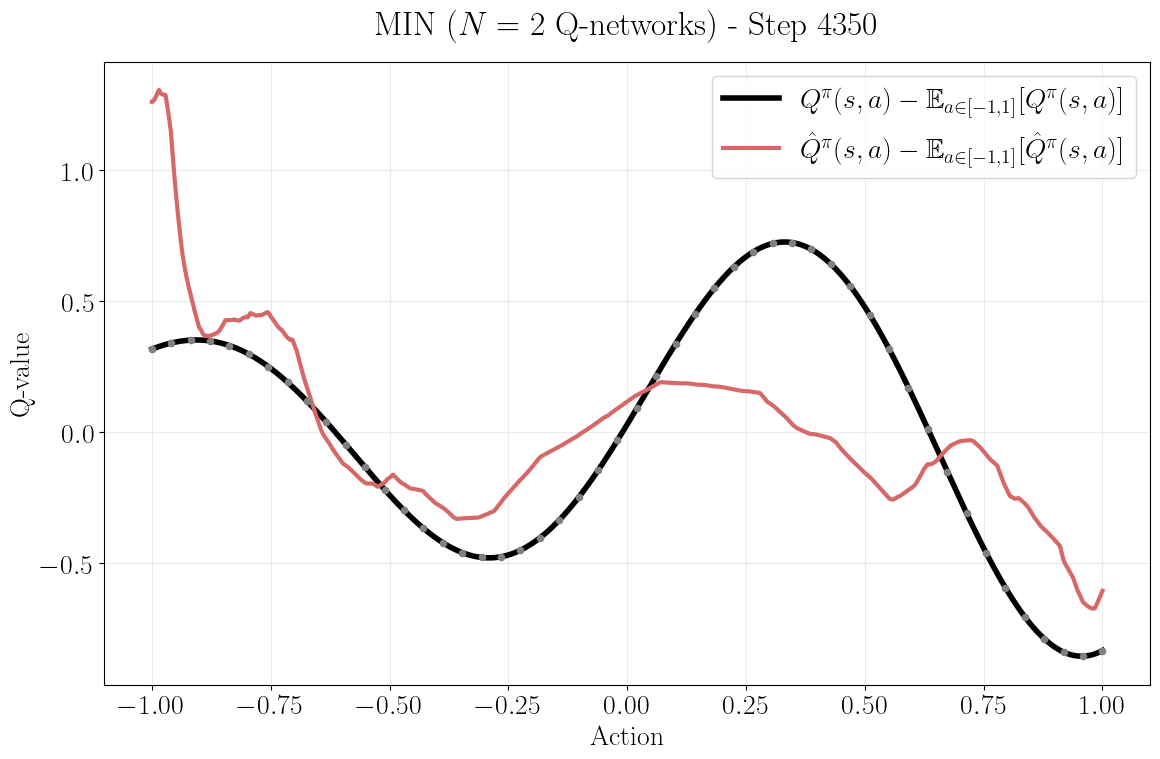 MIN (N = 2 Q-networks) - Step 4350
Q^π(s, a) − 𝔼_{a∈[−1,1]}[Q^π(s, a)]
Q̂^π(s, a) − 𝔼_{a∈[−1,1]}[Q̂^π(s, a)]
Q-value
1.0
0.5
0.0
−0.5
−1.00 −0.75 −0.50 −0.25 0.00 0.25 0.50 0.75 1.00
Action